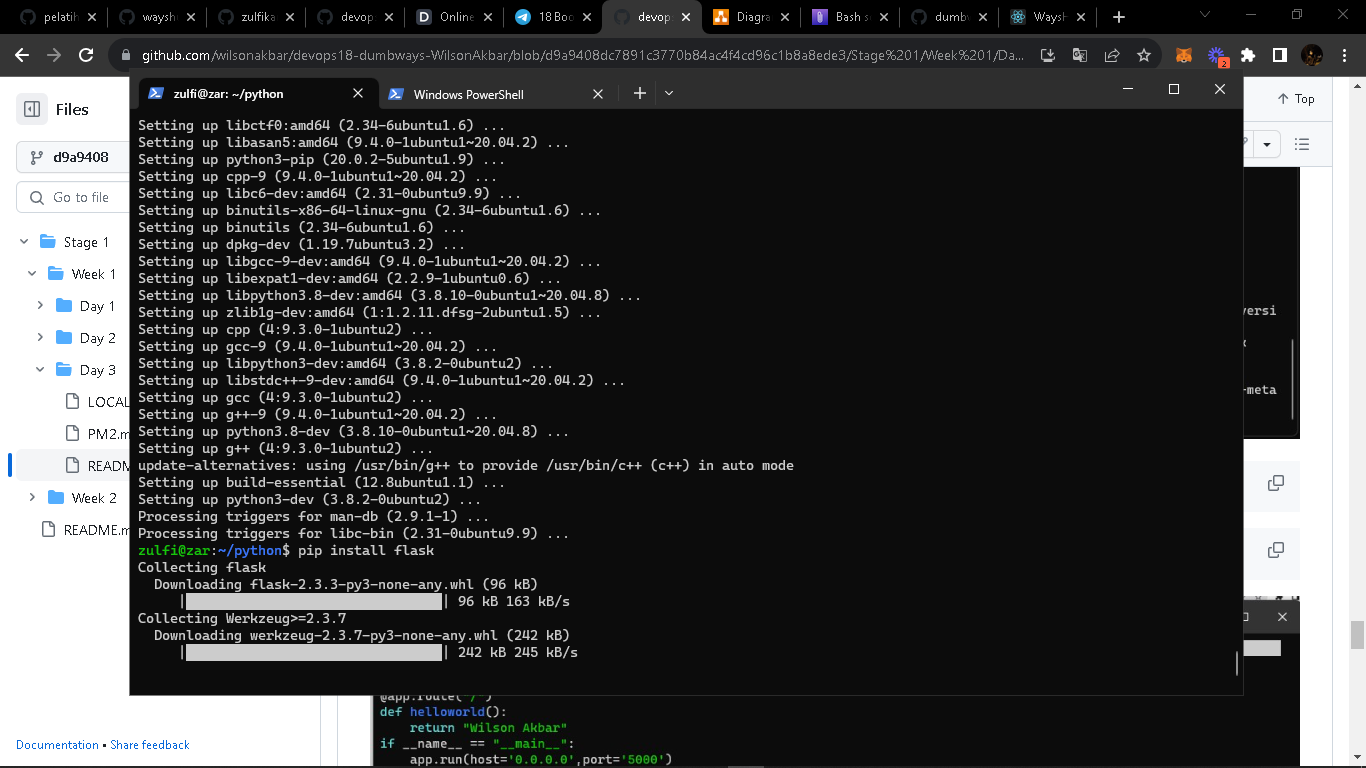 pelatih
waysh
zulfika
devop
Online
18 Boo
devop
Diagra
Bash s
dumbv
Waysh
github.com/wilsonakbar/devops18-dumbways-WilsonAkbar/blob/d9a9408dc7891c3770b84ac4f4cd96c1b8a8ede3/Stage%201/Week%201/Da...
2
Files
d9a9408
Go to file
Stage 1
Week 1
Day 1
Day 2
Day 3
LOCAL
PM2.m
READM
Week 2
README.m
Documentation • Share feedback
Top
zulfi@zar: ~/python
Windows PowerShell
Setting up libctf0:amd64 (2.34-6ubuntu1.6) ...
Setting up libasan5:amd64 (9.4.0-1ubuntu1~20.04.2) ...
Setting up python3-pip (20.0.2-5ubuntu1.9) ...
Setting up cpp-9 (9.4.0-1ubuntu1~20.04.2) ...
Setting up libc6-dev:amd64 (2.31-0ubuntu9.9) ...
Setting up binutils-x86-64-linux-gnu (2.34-6ubuntu1.6) ...
Setting up binutils (2.34-6ubuntu1.6) ...
Setting up dpkg-dev (1.19.7ubuntu3.2) ...
Setting up libgcc-9-dev:amd64 (9.4.0-1ubuntu1~20.04.2) ...
Setting up libexpat1-dev:amd64 (2.2.9-1ubuntu0.6) ...
Setting up libpython3.8-dev:amd64 (3.8.10-0ubuntu1~20.04.8) ...
Setting up zlib1g-dev:amd64 (1:1.2.11.dfsg-2ubuntu1.5) ...
Setting up cpp (4:9.3.0-1ubuntu2) ...
Setting up gcc-9 (9.4.0-1ubuntu1~20.04.2) ...
Setting up libpython3-dev:amd64 (3.8.2-0ubuntu2) ...
Setting up libstdc++-9-dev:amd64 (9.4.0-1ubuntu1~20.04.2) ...
Setting up gcc (4:9.3.0-1ubuntu2) ...
Setting up g++-9 (9.4.0-1ubuntu1~20.04.2) ...
Setting up python3.8-dev (3.8.10-0ubuntu1~20.04.8) ...
Setting up g++ (4:9.3.0-1ubuntu2) ...
update-alternatives: using /usr/bin/g++ to provide /usr/bin/c++ (c++) in auto mode
Setting up build-essential (12.8ubuntu1.1) ...
Setting up python3-dev (3.8.2-0ubuntu2) ...
Processing triggers for man-db (2.9.1-1) ...
Processing triggers for libc-bin (2.31-0ubuntu9.9) ...
zulfi@zar:~/python$ pip install flask
Collecting flask
Downloading flask-2.3.3-py3-none-any.whl (96 kB)
| | 96 kB 163 kB/s
Collecting Werkzeug>=2.3.7
Downloading werkzeug-2.3.7-py3-none-any.whl (242 kB)
| | 242 kB 245 kB/s
versi
-meta
@app.route("/")
def helloworld():
return "Wilson Akbar"
if __name__ == "__main__":
app.run(host='0.0.0.0',port='5000')